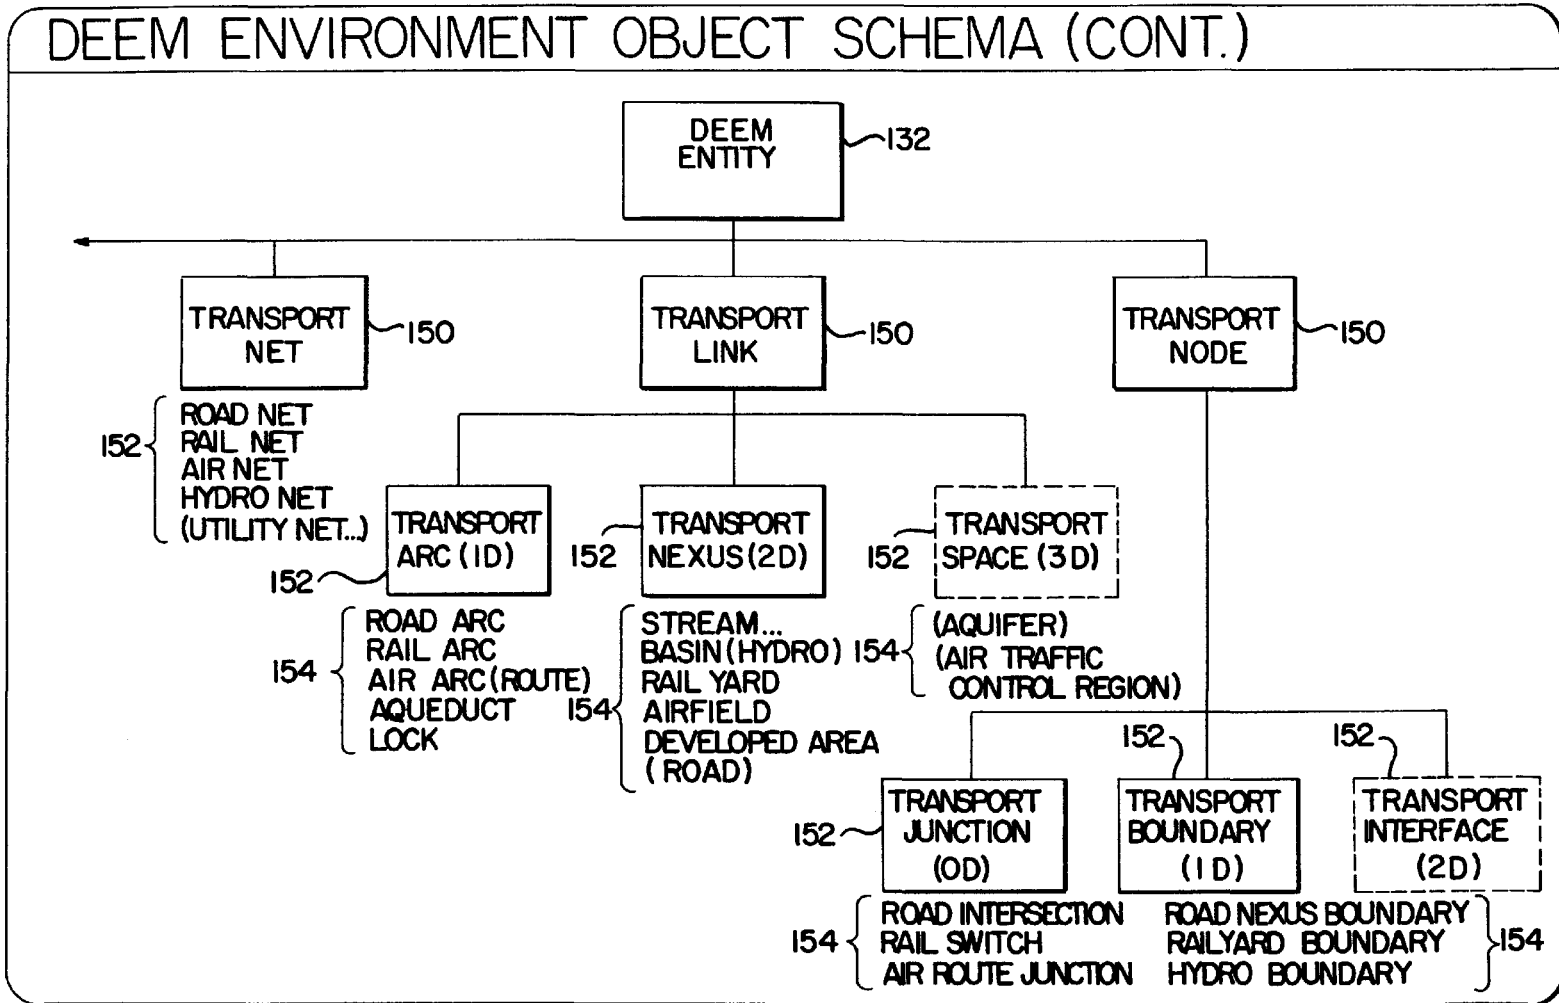 DEEM ENVIRONMENT OBJECT SCHEMA (CONT.)
DEEM
ENTITY
132
TRANSPORT
NET
150
TRANSPORT
LINK
150
TRANSPORT
NODE
150
152
ROAD NET
RAIL NET
AIR NET
HYDRO NET
(UTILITY NET...)
TRANSPORT
ARC (1D)
152
TRANSPORT
NEXUS (2D)
152
TRANSPORT
SPACE (3D)
152
154
ROAD ARC
RAIL ARC
AIR ARC (ROUTE)
AQUEDUCT
LOCK
154
STREAM...
BASIN (HYDRO)
RAIL YARD
AIRFIELD
DEVELOPED AREA
(ROAD)
154
(AQUIFER)
(AIR TRAFFIC
CONTROL REGION)
152
TRANSPORT
JUNCTION
(0D)
152
TRANSPORT
BOUNDARY
(1D)
152
TRANSPORT
INTERFACE
(2D)
154
ROAD INTERSECTION
RAIL SWITCH
AIR ROUTE JUNCTION
ROAD NEXUS BOUNDARY
RAILYARD BOUNDARY
HYDRO BOUNDARY
154